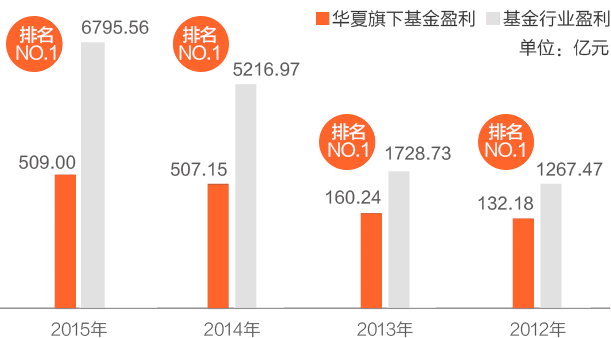 华夏旗下基金盈利 基金行业盈利
单位：亿元
排名
NO.1
6795.56
509.00
排名
NO.1
5216.97
507.15
排名
NO.1
1728.73
160.24
排名
NO.1
1267.47
132.18
2015年 2014年 2013年 2012年